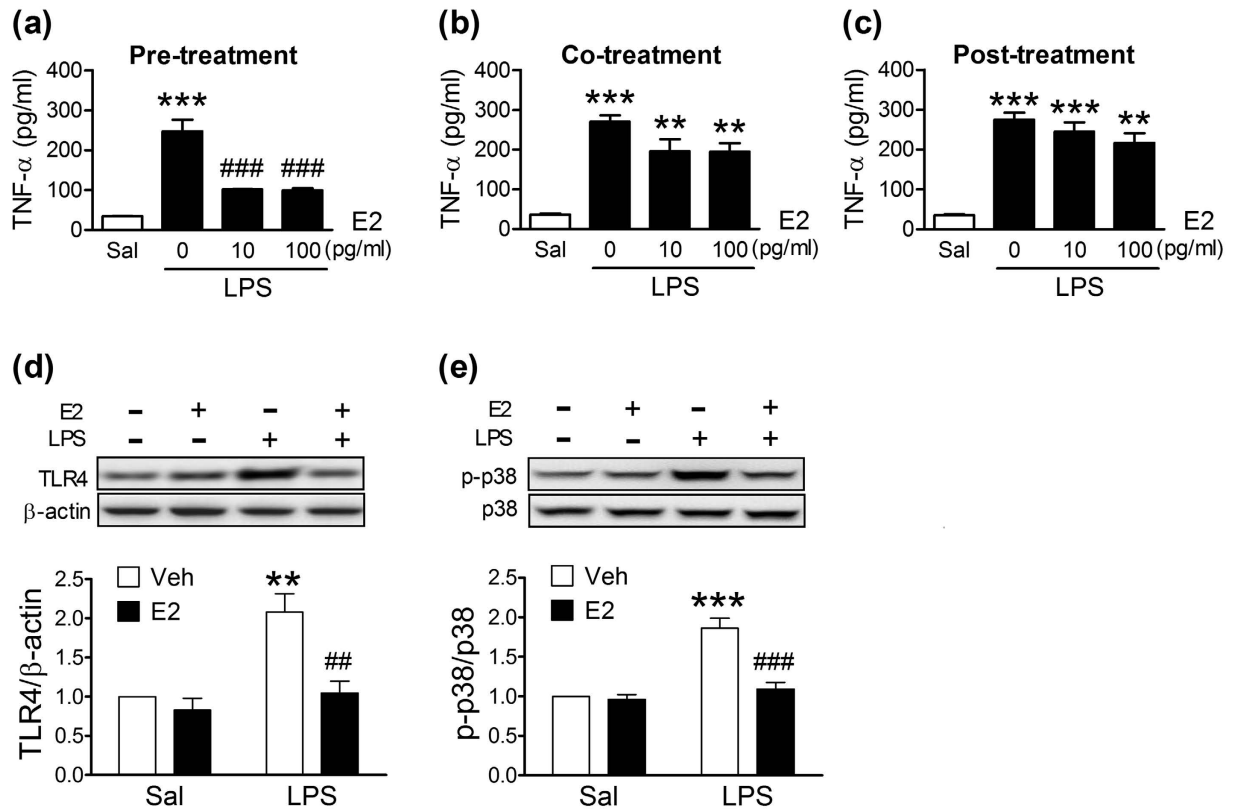 (a)
Pre-treatment
TNF-α (pg/ml)
400
300
200
100
0
***
###
###
Sal
0
10
100 (pg/ml)
E2
LPS
(b)
Co-treatment
TNF-α (pg/ml)
400
300
200
100
0
***
**
**
Sal
0
10
100 (pg/ml)
E2
LPS
(c)
Post-treatment
TNF-α (pg/ml)
400
300
200
100
0
***
***
**
Sal
0
10
100 (pg/ml)
E2
LPS
(d)
E2 - + - +
LPS - - + +
TLR4
β-actin
TLR4/β-actin
2.5
2.0
1.5
1.0
0.5
0.0
Veh
E2
**
##
Sal
LPS
(e)
E2 - + - +
LPS - - + +
p-p38
p38
p-p38/p38
2.5
2.0
1.5
1.0
0.5
0.0
Veh
E2
***
###
Sal
LPS